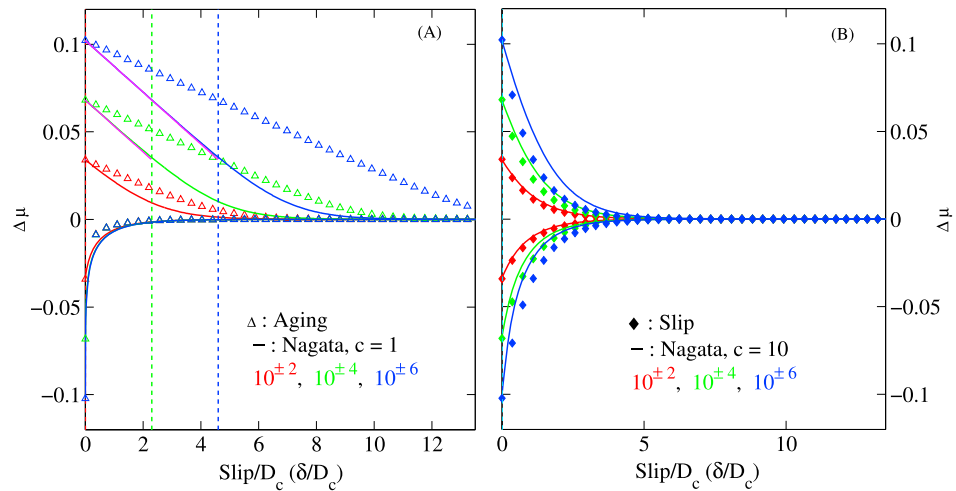 (A)
Δμ
0.1
0.05
0
−0.05
−0.1
△ : Aging
− : Nagata, c = 1
10±2, 10±4, 10±6
0 2 4 6 8 10 12
Slip/D_c (δ/D_c)
(B)
0.1
0.05
0
−0.05
−0.1
Δμ
◆ : Slip
− : Nagata, c = 10
10±2, 10±4, 10±6
0 5 10
Slip/D_c (δ/D_c)